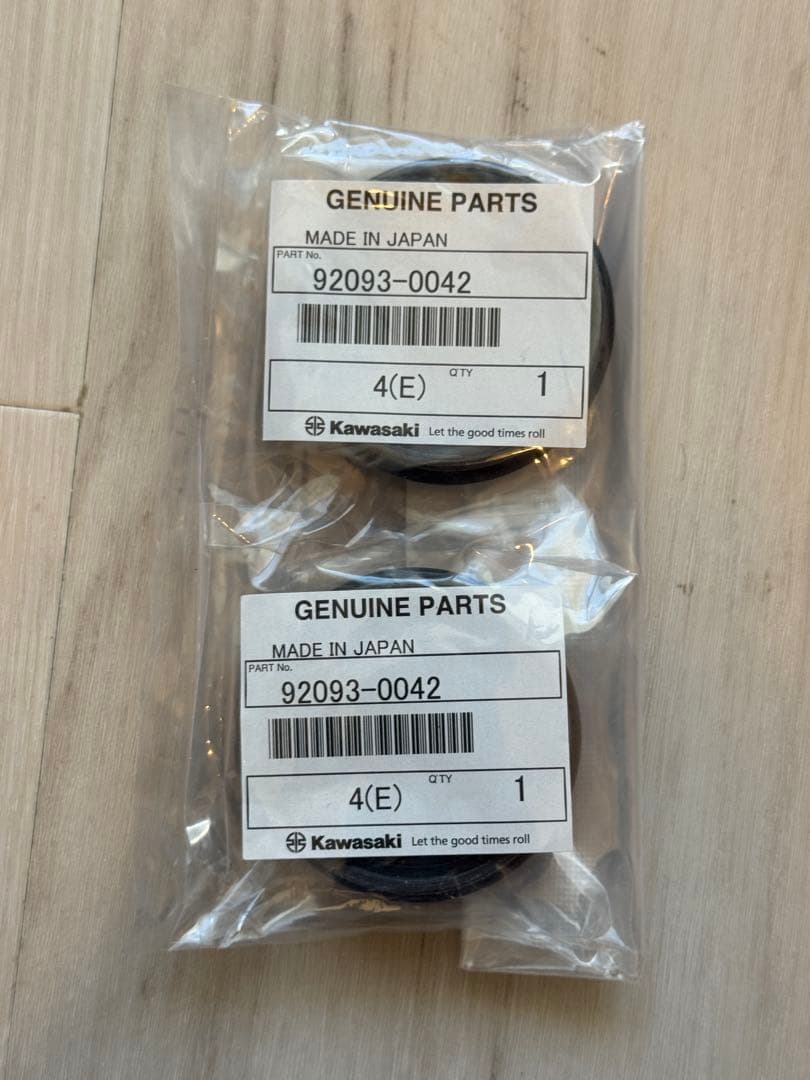 GENUINE PARTS
MADE IN JAPAN
PART No.
92093-0042
4(E) Q'TY 1
Kawasaki Let the good times roll
GENUINE PARTS
MADE IN JAPAN
PART No.
92093-0042
4(E) Q'TY 1
Kawasaki Let the good times roll